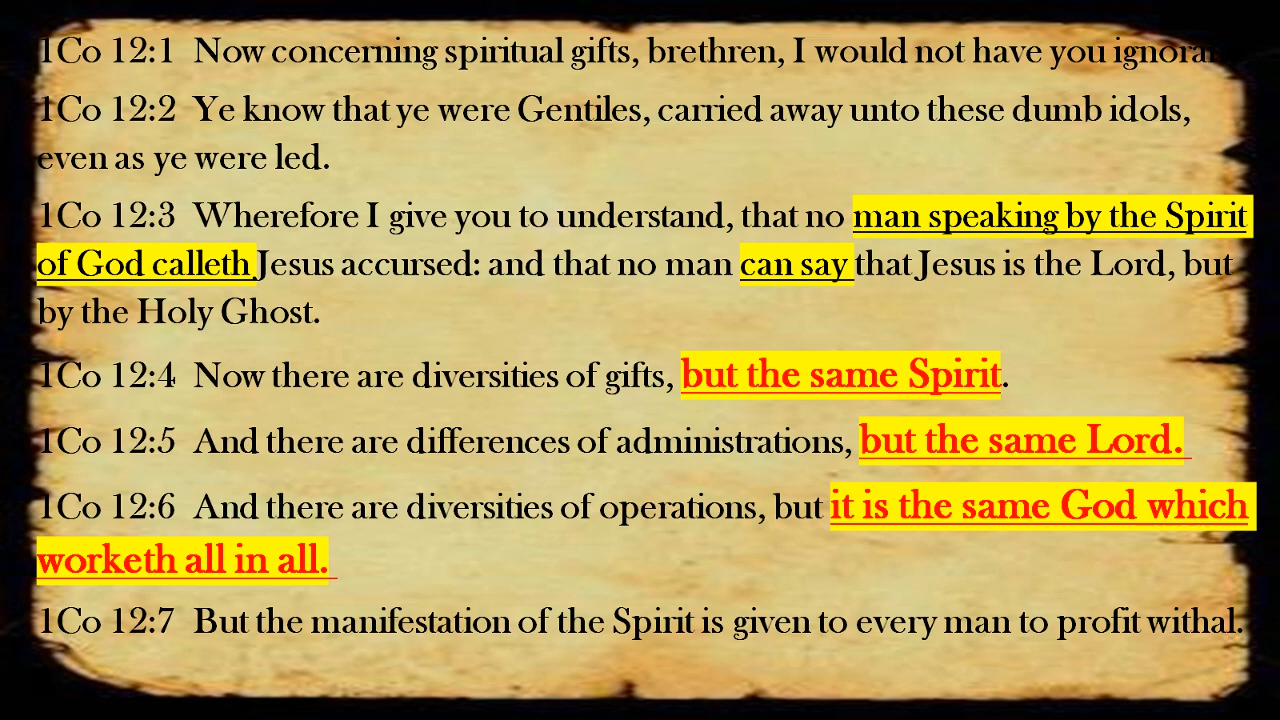 1Co 12:1 Now concerning spiritual gifts, brethren, I would not have you
1Co 12:2 Ye know that ye were Gentiles, carried away unto these dumb idols,
even as ye were led.
1Co 12:3 Wherefore I give you to understand, that no man speaking by the Spirit
of God calleth Jesus accursed: and that no man can say that Jesus is the Lord, but
by the Holy Ghost.
1Co 12:4 Now there are diversities of gifts, but the same Spirit.
1Co 12:5 And there are differences of administrations, but the same Lord.
1Co 12:6 And there are diversities of operations, but it is the same God which
worketh all in all.
1Co 12:7 But the manifestation of the Spirit is given to every man to profit withal.